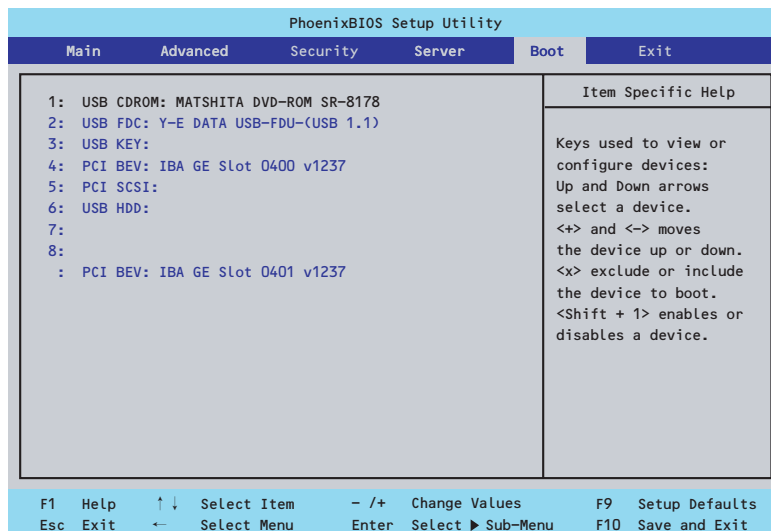 PhoenixBIOS Setup Utility
Main Advanced Security Server Boot Exit
1: USB CDROM: MATSHITA DVD-ROM SR-8178
2: USB FDC: Y-E DATA USB-FDU-(USB 1.1)
3: USB KEY:
4: PCI BEV: IBA GE Slot 0400 v1237
5: PCI SCSI:
6: USB HDD:
7:
8:
: PCI BEV: IBA GE Slot 0401 v1237
Item Specific Help
Keys used to view or
configure devices:
Up and Down arrows
select a device.
<+> and <-> moves
the device up or down.
<x> exclude or include
the device to boot.
<Shift + 1> enables or
disables a device.
F1 Help ↑↓ Select Item - /+ Change Values F9 Setup Defaults
Esc Exit ← Select Menu Enter Select ▶ Sub-Menu F10 Save and Exit